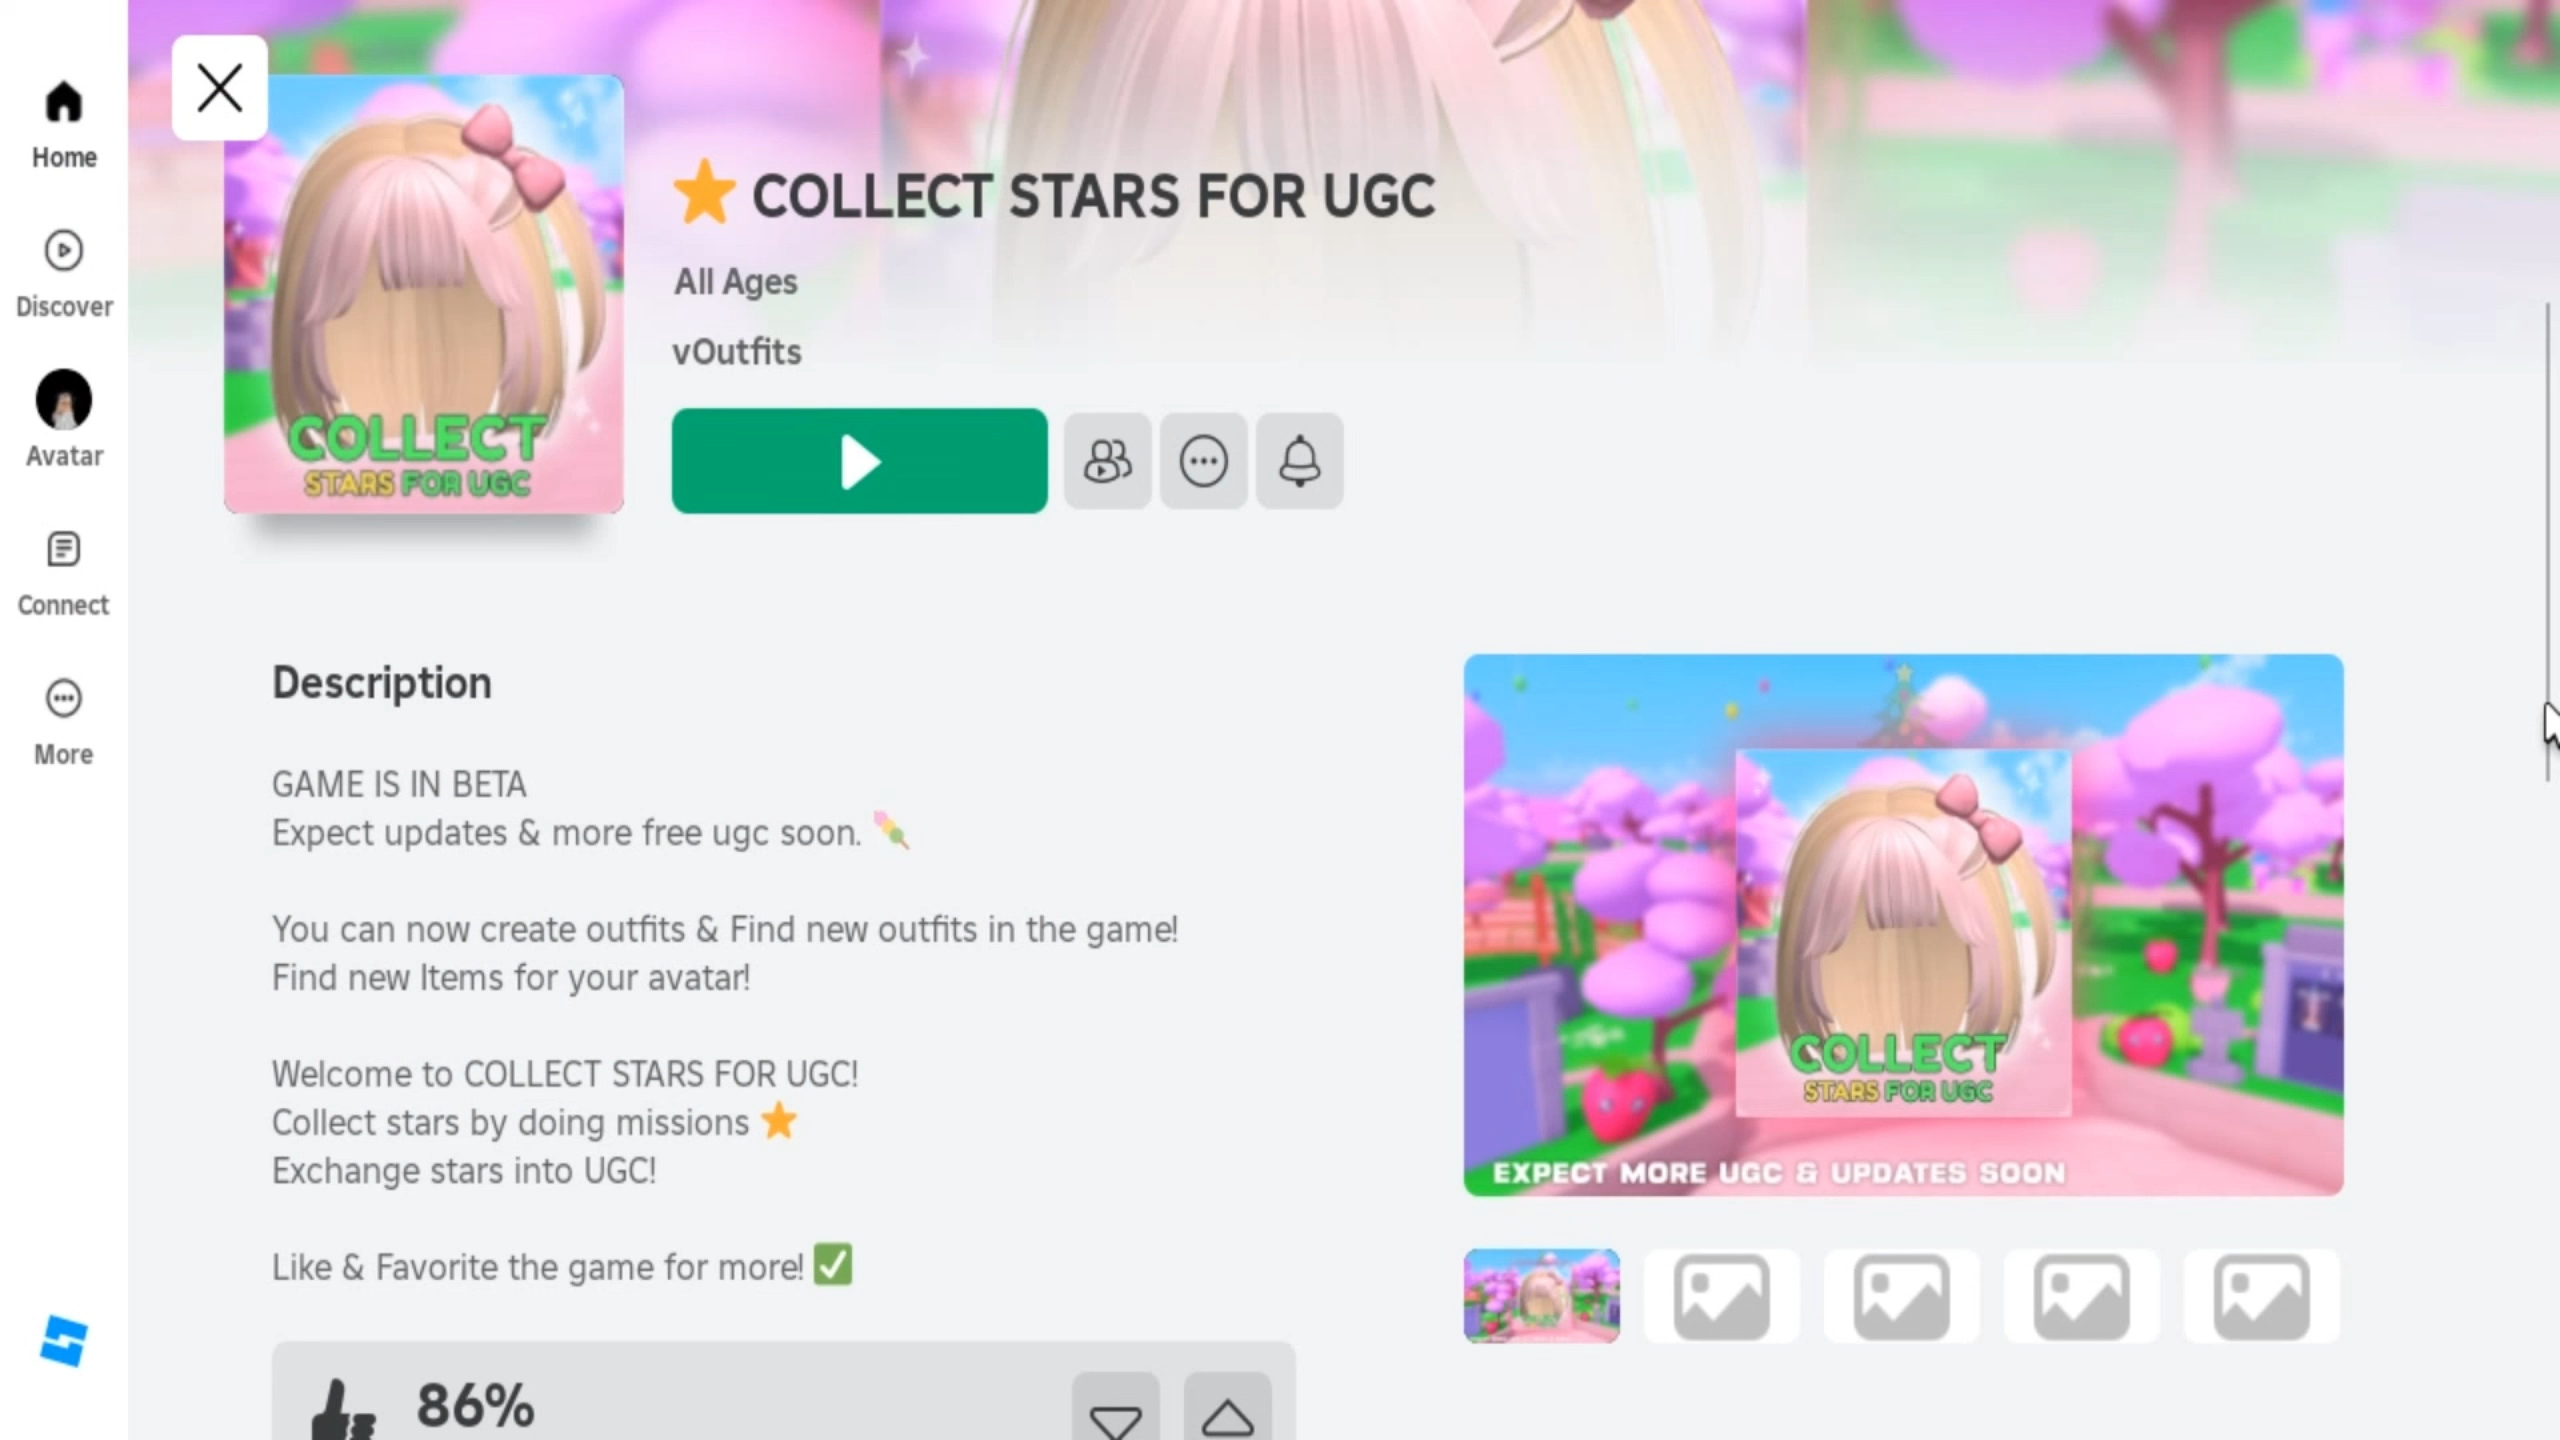 Home
Discover
Avatar
Connect
More
COLLECT
STARS FOR UGC
⭐ COLLECT STARS FOR UGC
All Ages
vOutfits
Description
GAME IS IN BETA
Expect updates & more free ugc soon. 🍡
You can now create outfits & Find new outfits in the game!
Find new Items for your avatar!
Welcome to COLLECT STARS FOR UGC!
Collect stars by doing missions ⭐
Exchange stars into UGC!
Like & Favorite the game for more! ✅
86%
COLLECT
STARS FOR UGC
EXPECT MORE UGC & UPDATES SOON